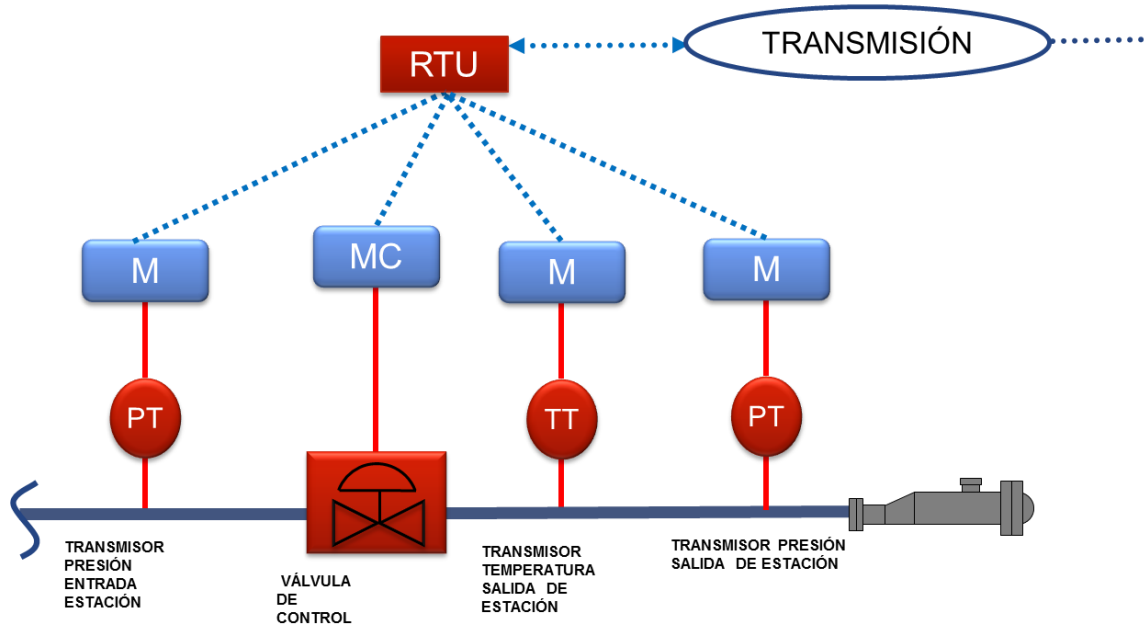 TRANSMISIÓN
RTU
M
MC
M
M
PT
TT
PT
TRANSMISOR
PRESIÓN
ENTRADA
ESTACIÓN
VÁLVULA
DE
CONTROL
TRANSMISOR
TEMPERATURA
SALIDA DE
ESTACIÓN
TRANSMISOR PRESIÓN
SALIDA DE ESTACIÓN